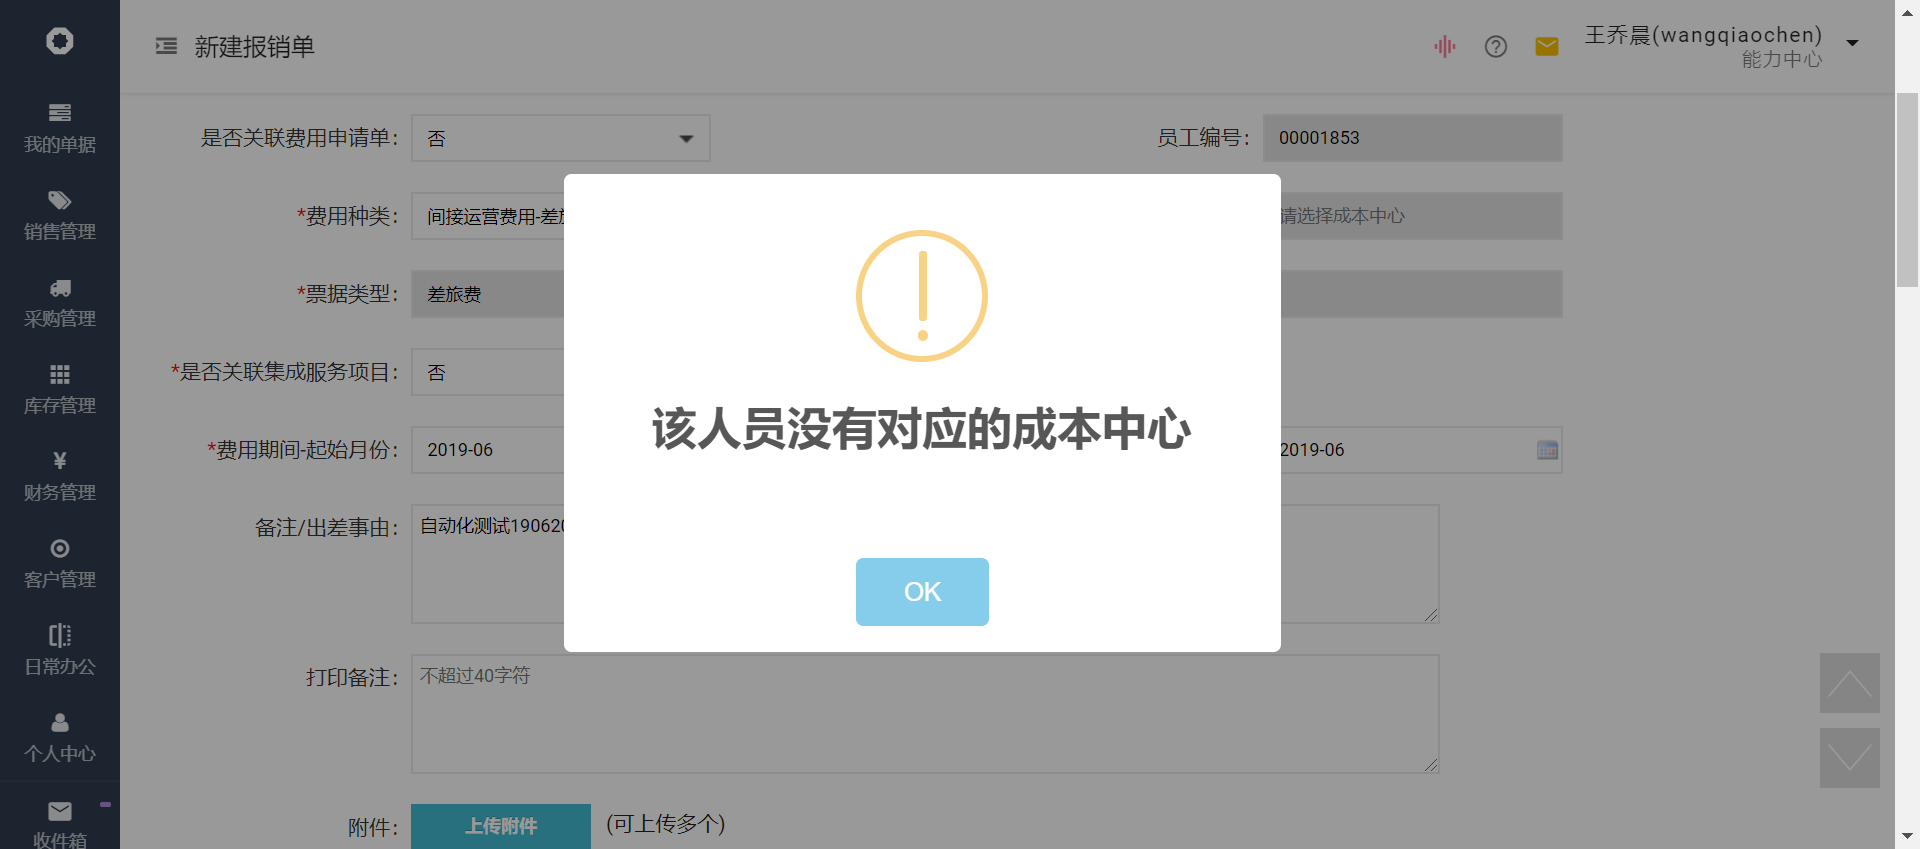 新建报销单
王乔晨(wangqiaochen)
能力中心
我的单据
销售管理
采购管理
库存管理
财务管理
客户管理
日常办公
个人中心
收件箱
是否关联费用申请单:
否
员工编号:
00001853
*费用种类:
间接运营费用-差
请选择成本中心
*票据类型:
差旅费
*是否关联集成服务项目:
否
*费用期间-起始月份:
2019-06
2019-06
备注/出差事由:
自动化测试190620
打印备注:
不超过40字符
附件:
上传附件
(可上传多个)
该人员没有对应的成本中心
OK